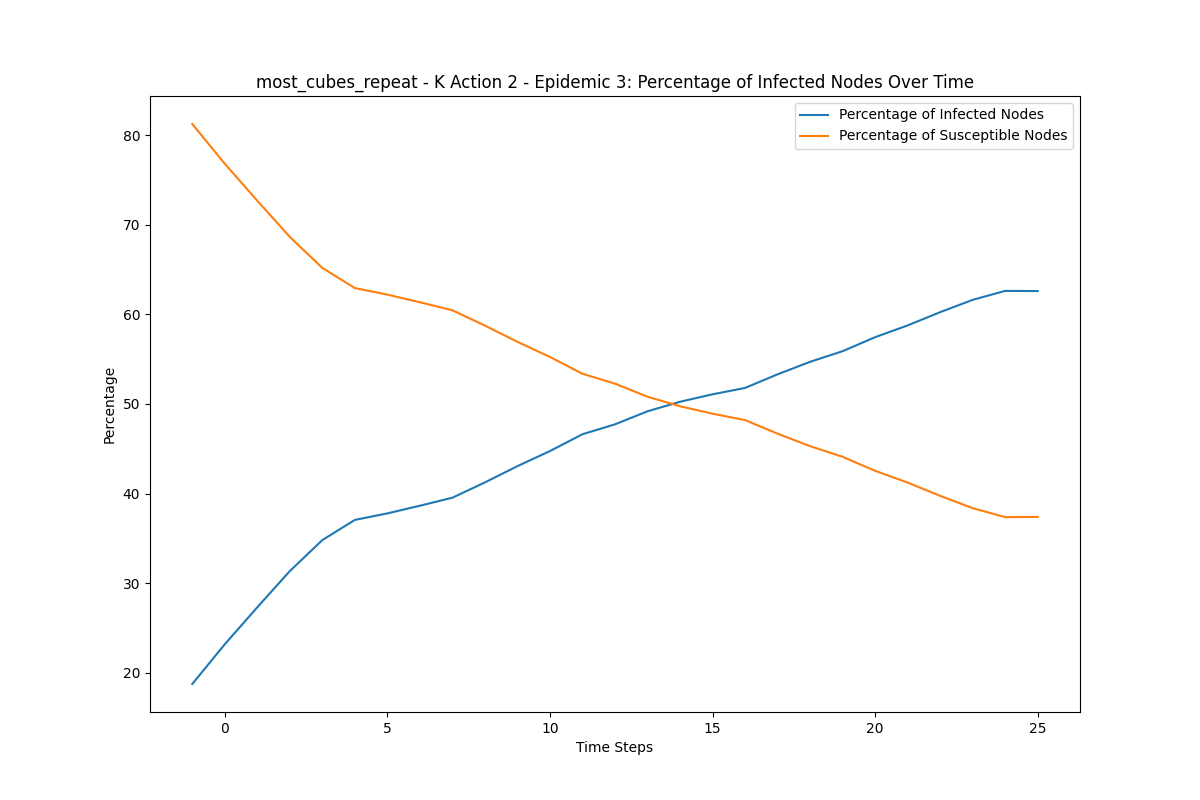 most_cubes_repeat - K Action 2 - Epidemic 3: Percentage of Infected Nodes Over Time
Percentage of Infected Nodes
Percentage of Susceptible Nodes
80
70
60
50
40
30
20
Percentage
0 5 10 15 20 25
Time Steps